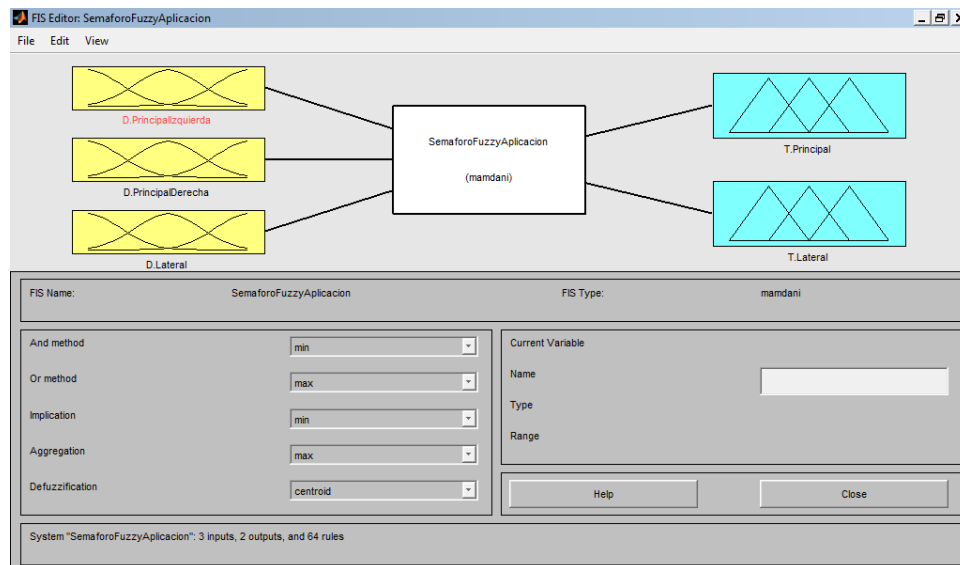 FIS Editor: SemaforoFuzzyAplicacion
File Edit View
D.PrincipalIzquierda
D.PrincipalDerecha
D.Lateral
SemaforoFuzzyAplicacion
(mamdani)
T.Principal
T.Lateral
FIS Name: SemaforoFuzzyAplicacion FIS Type: mamdani
And method min
Or method max
Implication min
Aggregation max
Defuzzification centroid
Current Variable
Name
Type
Range
Help Close
System "SemaforoFuzzyAplicacion": 3 inputs, 2 outputs, and 64 rules